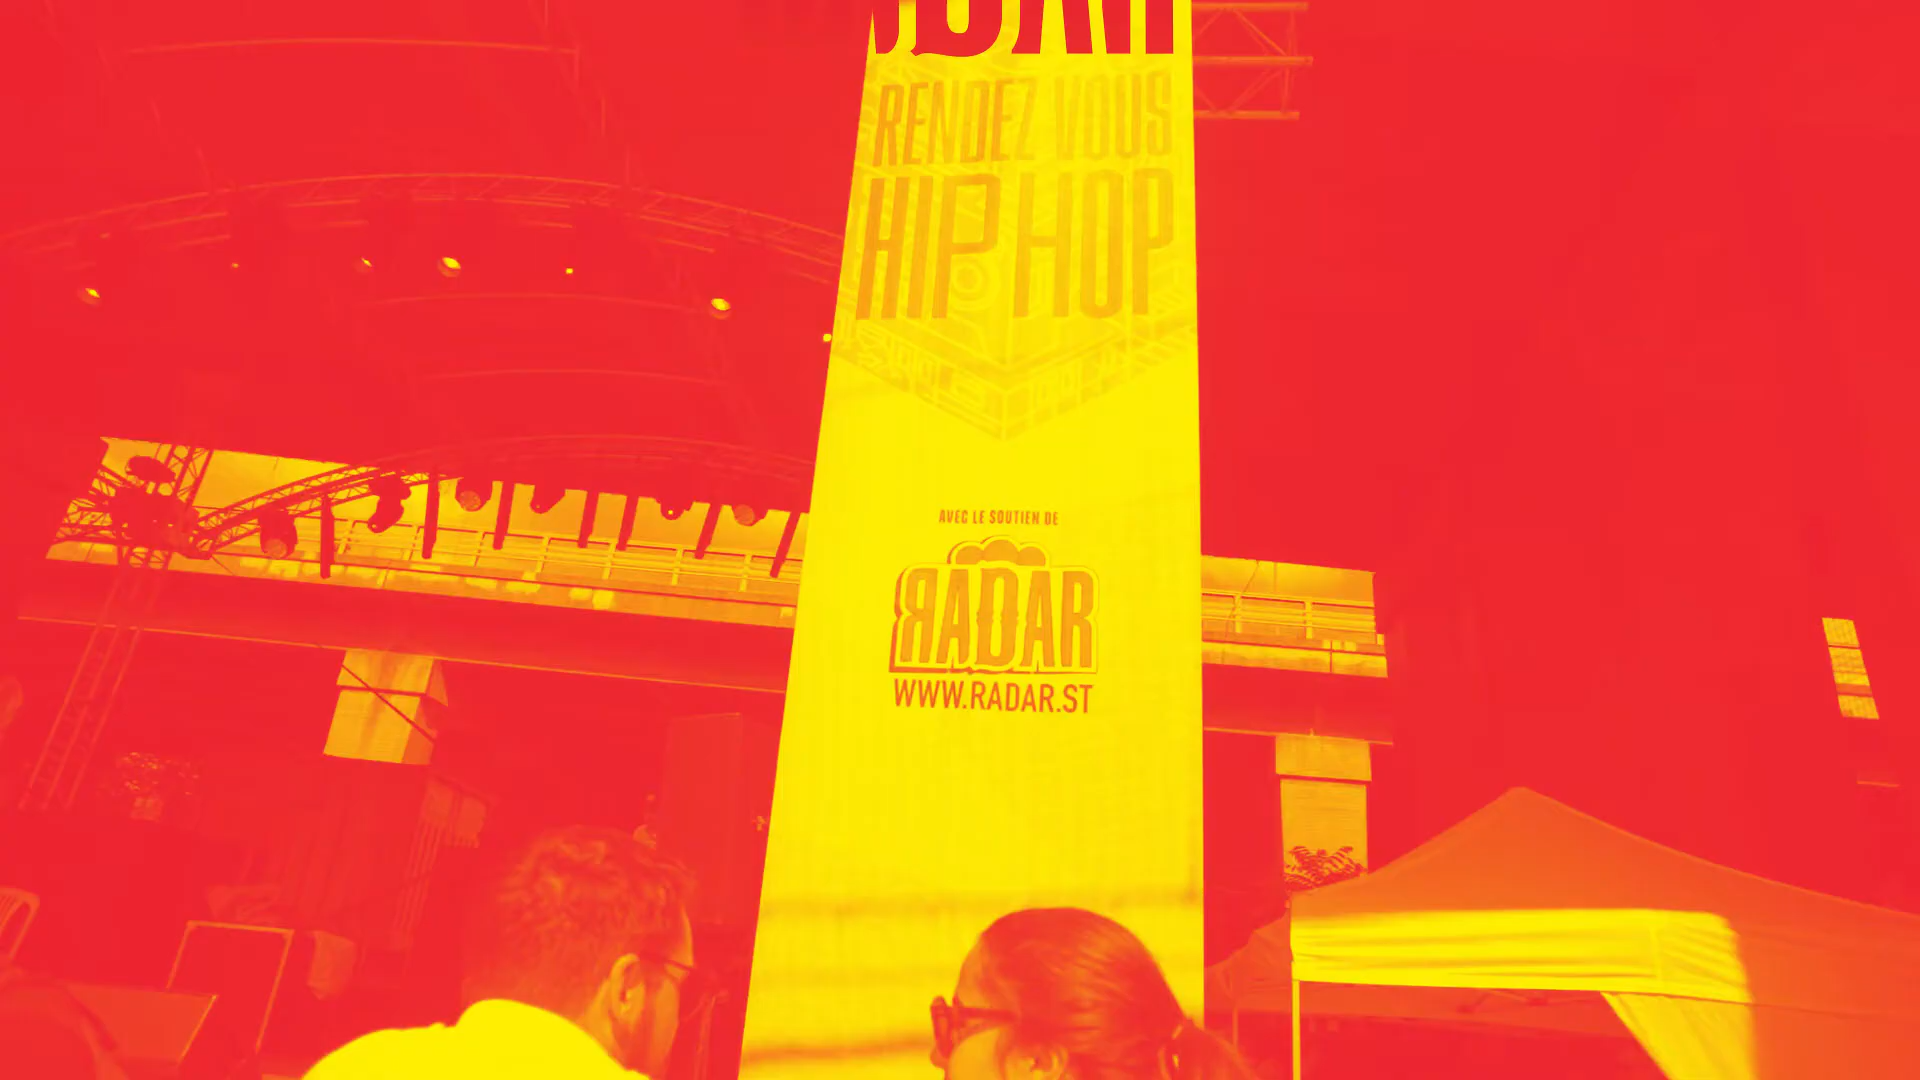 RENDEZ VOUS
HIP HOP
AVEC LE SOUTIEN DE
RADAR
WWW.RADAR.ST